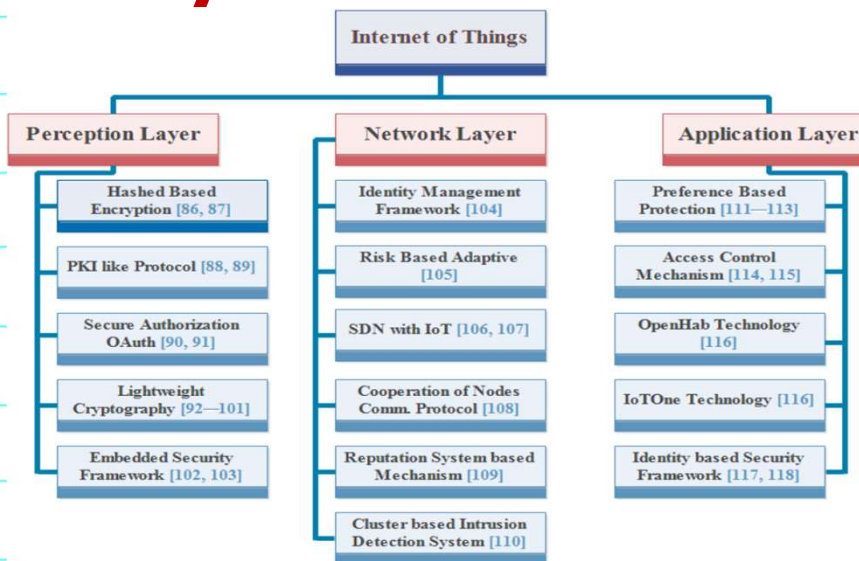 Internet of Things
Perception Layer
Hashed Based
Encryption [86, 87]
PKI like Protocol [88, 89]
Secure Authorization
OAuth [90, 91]
Lightweight
Cryptography [92—101]
Embedded Security
Framework [102, 103]
Network Layer
Identity Management
Framework [104]
Risk Based Adaptive
[105]
SDN with IoT [106, 107]
Cooperation of Nodes
Comm. Protocol [108]
Reputation System based
Mechanism [109]
Cluster based Intrusion
Detection System [110]
Application Layer
Preference Based
Protection [111—113]
Access Control
Mechanism [114, 115]
OpenHab Technology
[116]
IoTOne Technology [116]
Identity based Security
Framework [117, 118]